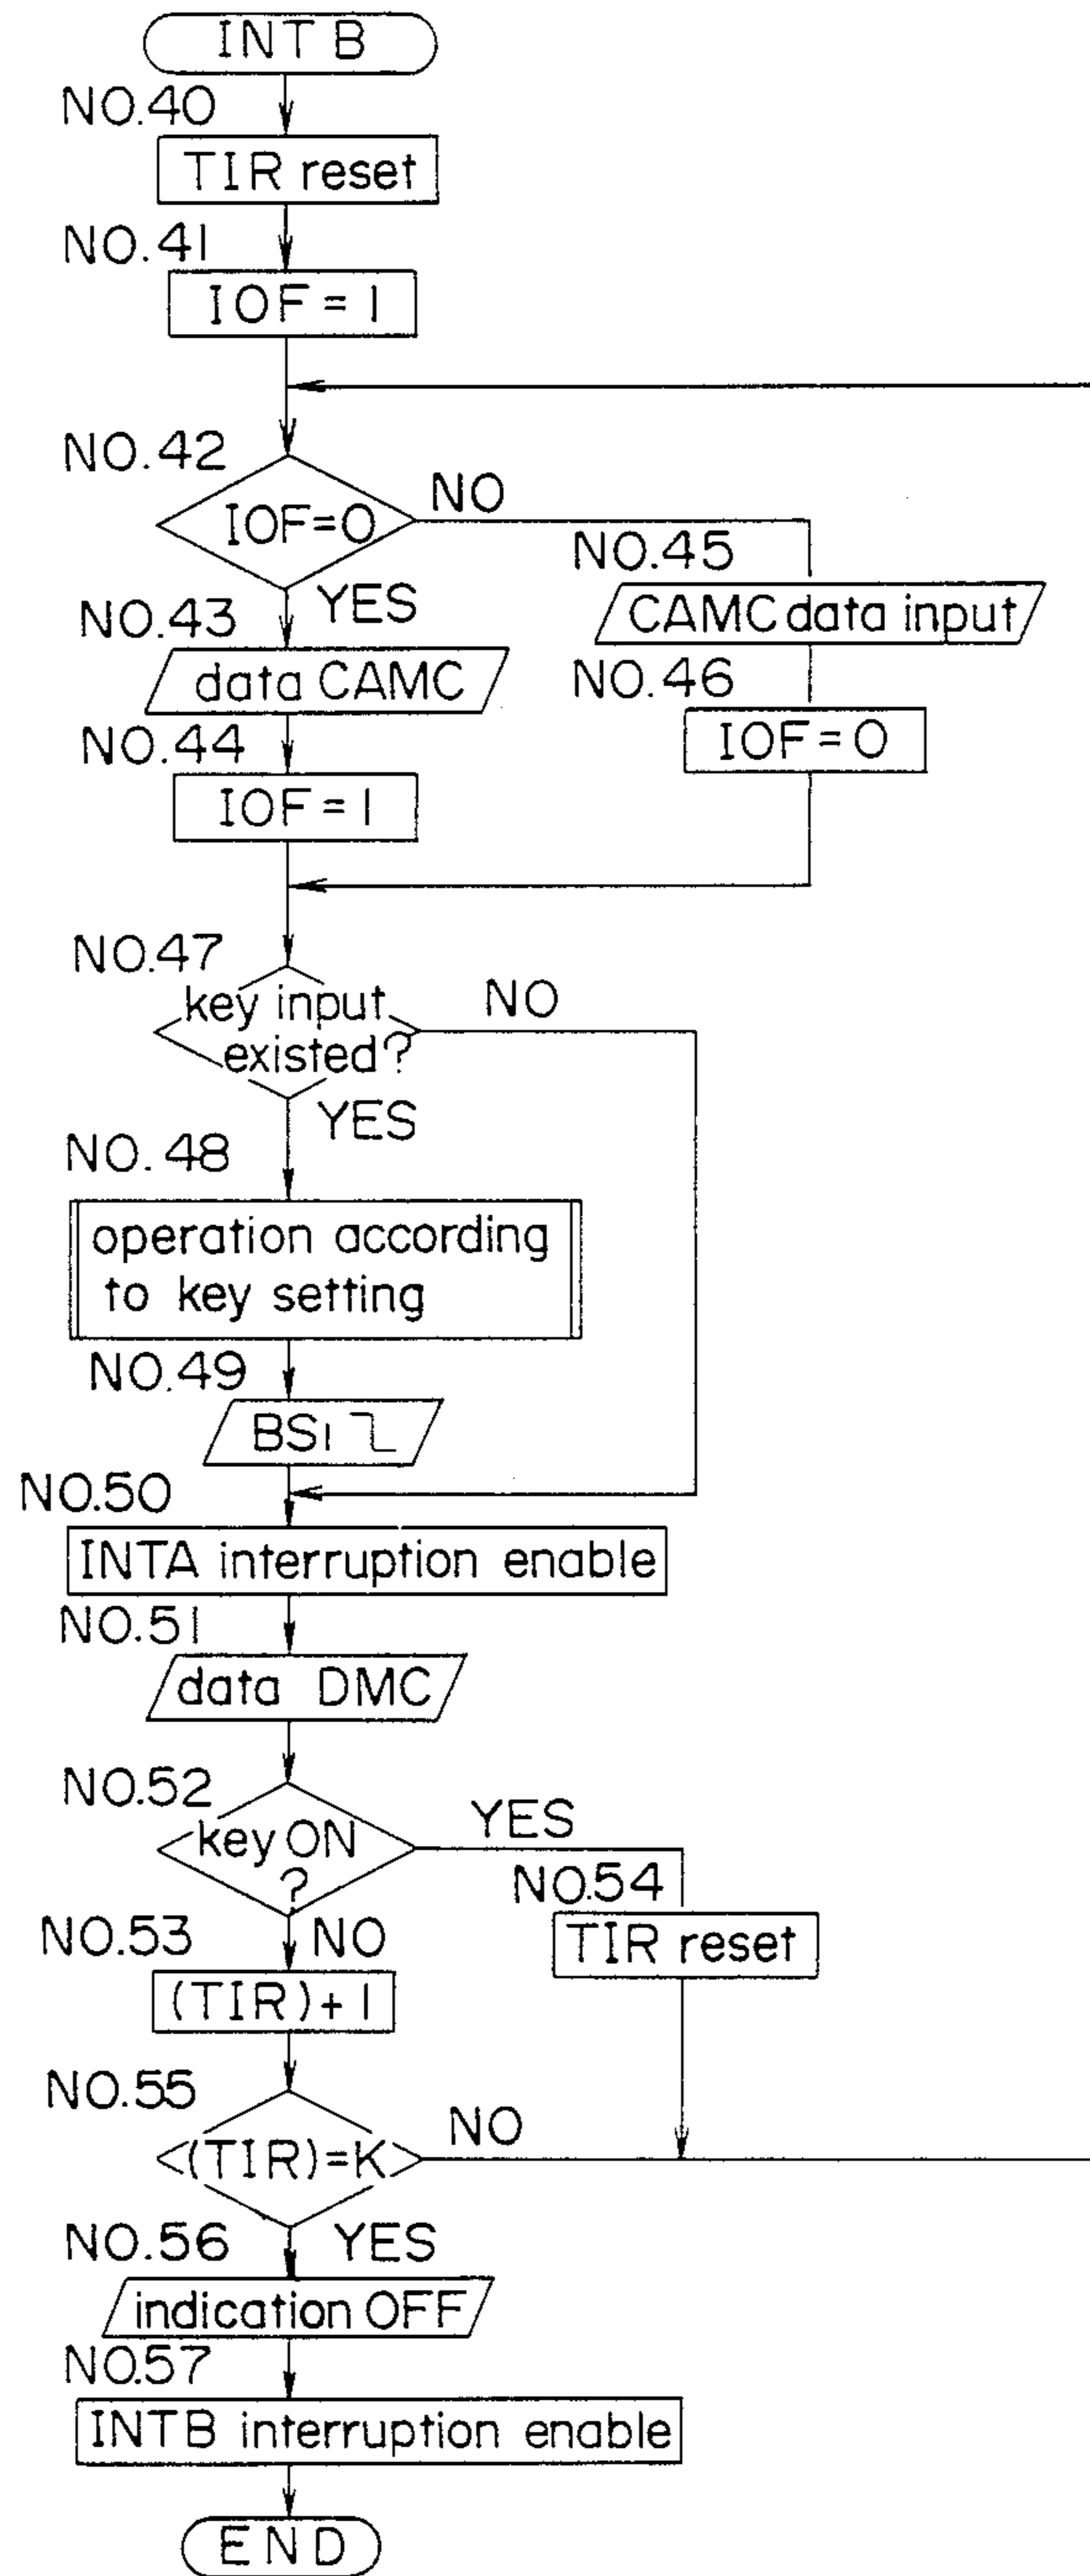 INT B
NO.40
TIR reset
NO.41
IOF = 1
NO.42
IOF=0
NO
YES
NO.45
CAMC data input
NO.43
data CAMC
NO.46
IOF = 0
NO.44
IOF = 1
NO.47
key input
existed?
NO
YES
NO. 48
operation according
to key setting
NO.49
BS1
NO.50
INTA interruption enable
NO.51
data DMC
NO.52
key ON
?
YES
NO.54
TIR reset
NO.53
NO
(TIR)+1
NO.55
(TIR)=K
NO
NO.56
YES
indication OFF
NO.57
INTB interruption enable
END